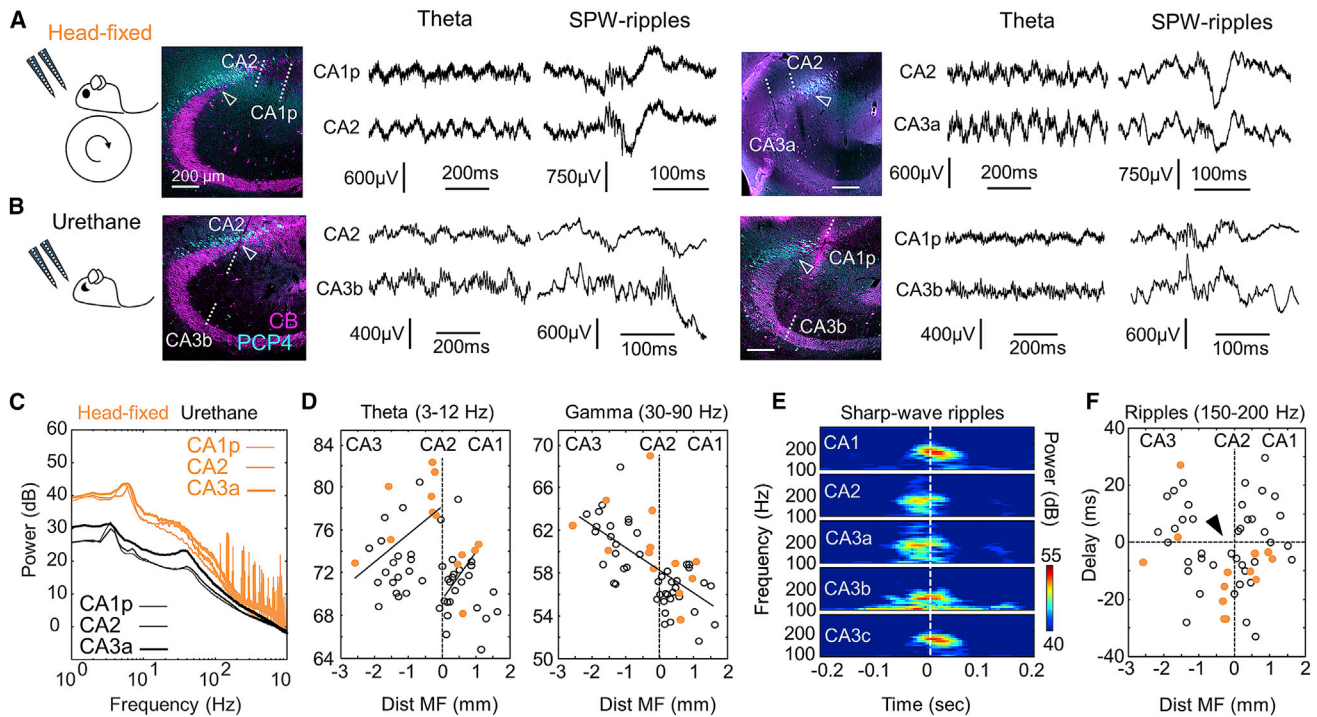 A
Head-fixed
CA2
CA1p
200 µm
Theta SPW-ripples
CA1p
CA2
600µV 200ms 750µV 100ms
CA2
CA3a
Theta SPW-ripples
CA2
CA3a
600µV 200ms 750µV 100ms
B
Urethane
CA2
CA3b
CB
PCP4
CA2
CA3b
400µV 200ms 600µV 100ms
CA1p
CA3b
CA1p
CA3b
400µV 200ms 600µV 100ms
C
Head-fixed Urethane
CA1p
CA2
CA3a
CA1p
CA2
CA3a
60
50
40
30
20
10
0
Power (dB)
10⁰ 10¹ 10² 10
Frequency (Hz)
D
Theta (3-12 Hz)
CA3 CA2 CA1
84
80
76
72
68
64
-3 -2 -1 0 1 2
Dist MF (mm)
Gamma (30-90 Hz)
CA3 CA2 CA1
70
66
62
58
54
50
-3 -2 -1 0 1 2
Dist MF (mm)
E
Sharp-wave ripples
CA1
200
100
CA2
200
100
CA3a
200
100
CA3b
200
100
CA3c
200
100
Frequency (Hz)
-0.2 -0.1 0 0.1 0.2
Time (sec)
Power (dB)
55
40
F
Ripples (150-200 Hz)
CA3 CA2 CA1
40
20
0
-20
-40
Delay (ms)
-3 -2 -1 0 1 2
Dist MF (mm)